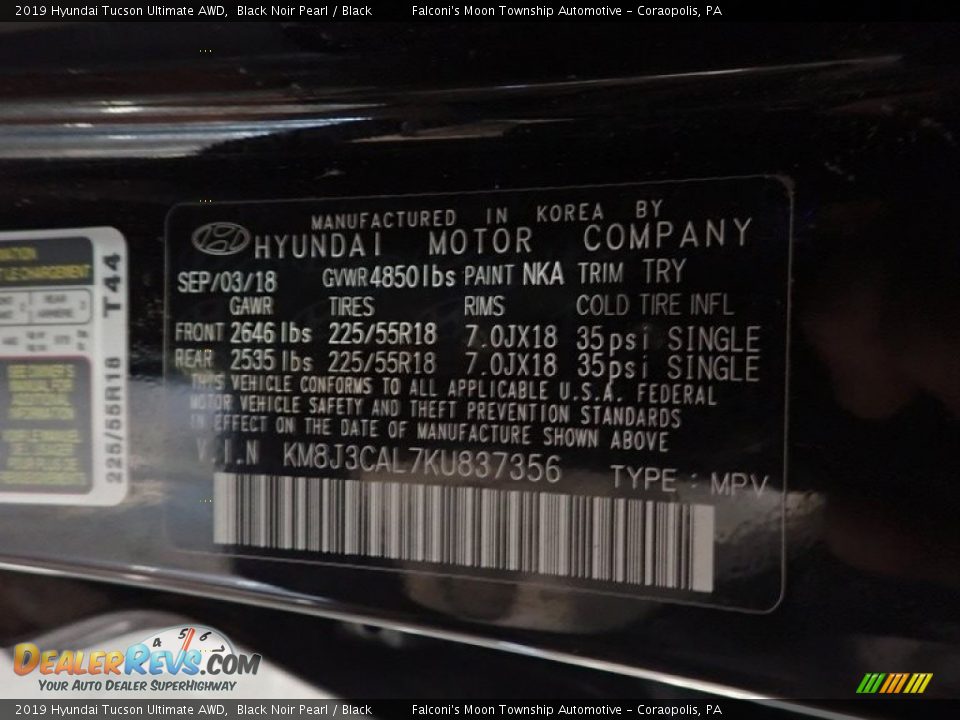 2019 Hyundai Tucson Ultimate AWD, Black Noir Pearl / Black Falconi's Moon Township Automotive - Coraopolis, PA
MANUFACTURED IN KOREA BY
HYUNDAI MOTOR COMPANY
SEP/03/18 GVWR 4850lbs PAINT NKA TRIM TRY
GAWR TIRES RIMS COLD TIRE INFL
FRONT 2646 lbs 225/55R18 7.0JX18 35psi SINGLE
REAR 2535 lbs 225/55R18 7.0JX18 35psi SINGLE
THIS VEHICLE CONFORMS TO ALL APPLICABLE U.S.A. FEDERAL
MOTOR VEHICLE SAFETY AND THEFT PREVENTION STANDARDS
IN EFFECT ON THE DATE OF MANUFACTURE SHOWN ABOVE
V.I.N KM8J3CAL7KU837356 TYPE : MPV
T44
225/55R18
REAR
4 5 6
DEALERREVS.COM
YOUR AUTO DEALER SUPERHIGHWAY
2019 Hyundai Tucson Ultimate AWD, Black Noir Pearl / Black Falconi's Moon Township Automotive - Coraopolis, PA